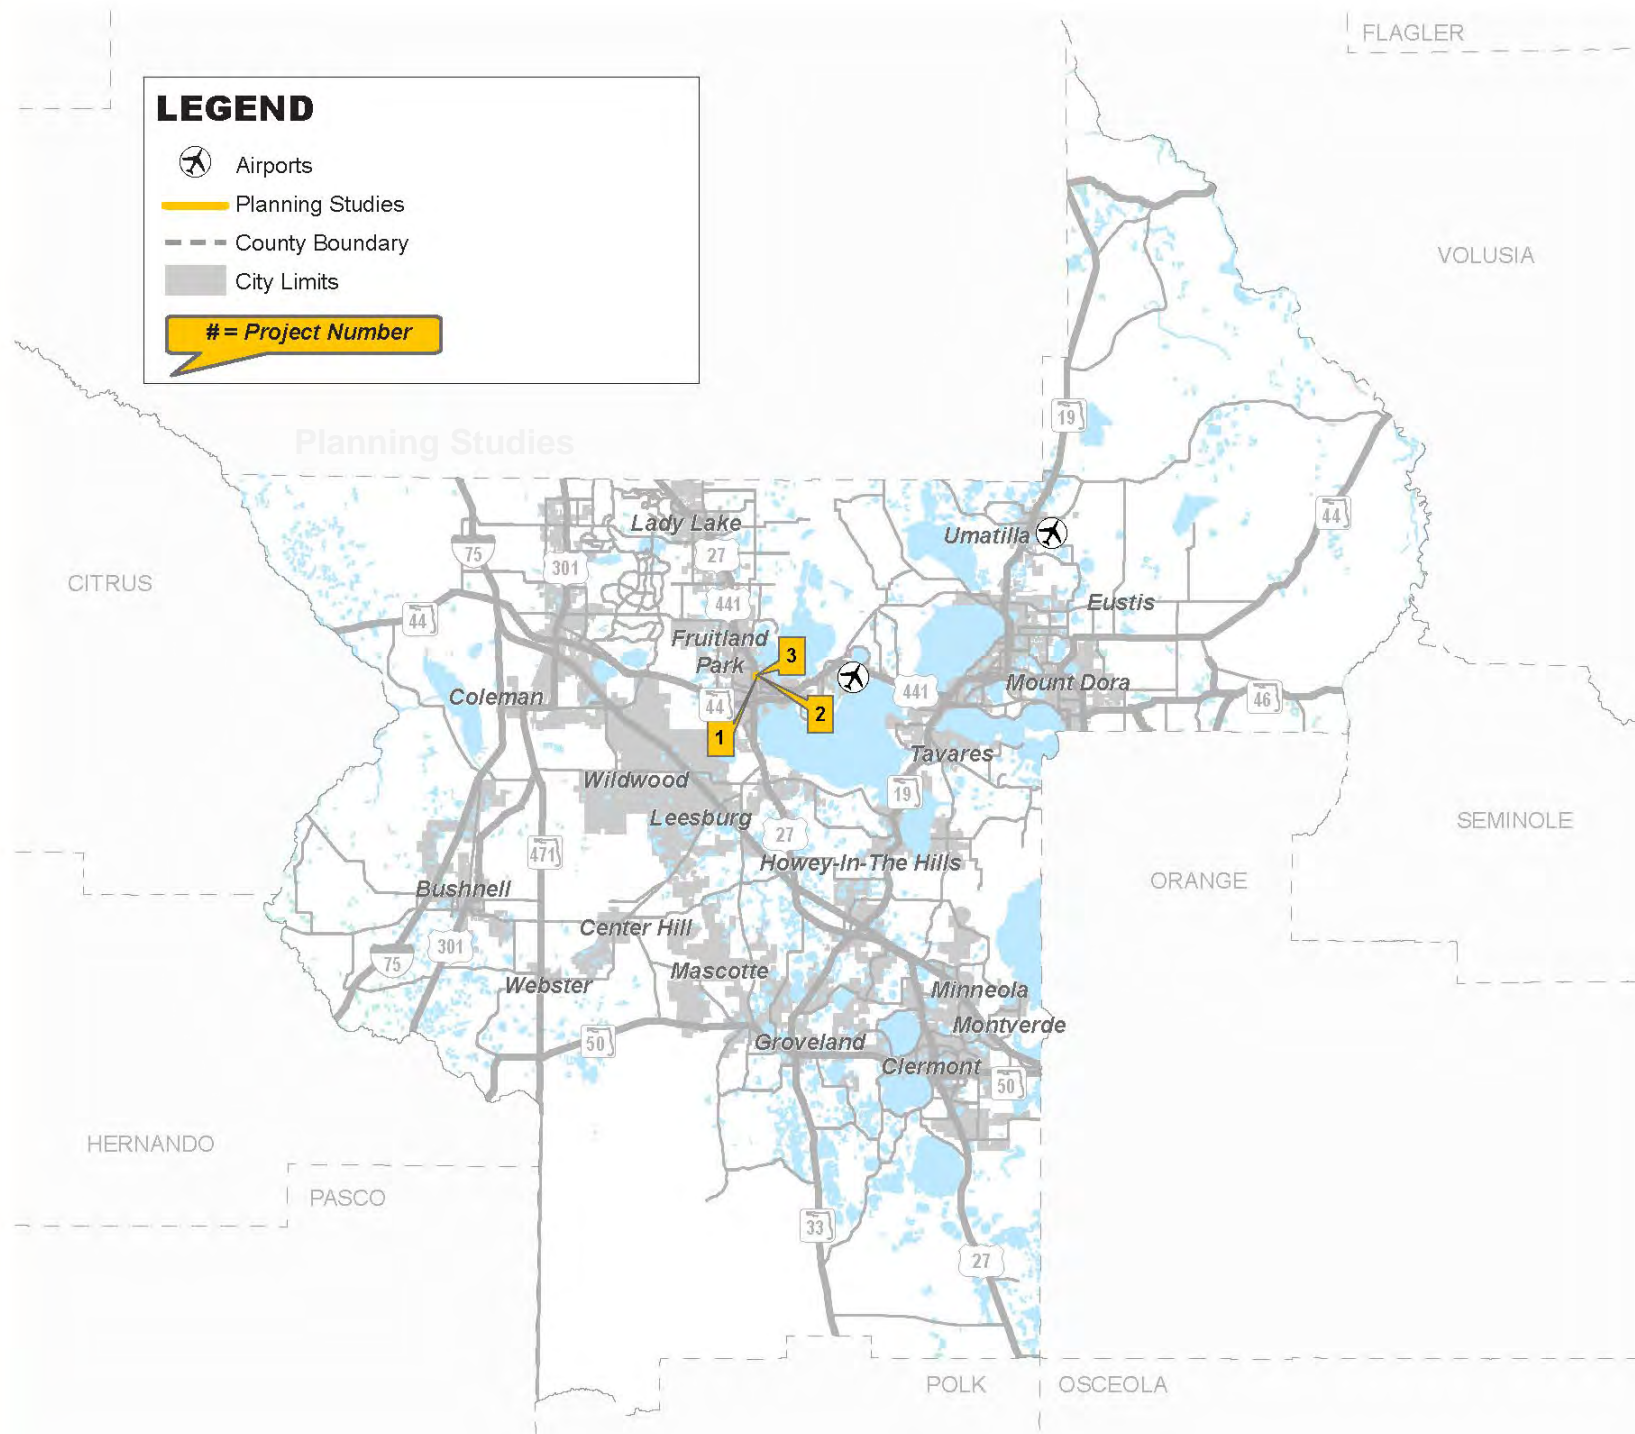 FLAGLER
LEGEND
Airports
Planning Studies
County Boundary
City Limits
# = Project Number
VOLUSIA
19
Planning Studies
44
Lady Lake
Umatilla
75
27
301
CITRUS
441
Eustis
44
Fruitland
Park
3
Coleman
441
Mount Dora
46
44
2
1
Tavares
Wildwood
19
Leesburg
SEMINOLE
27
471
Howey-In-The Hills
ORANGE
Bushnell
Center Hill
301
75
Mascotte
Webster
Minneola
Montverde
50
Groveland
Clermont
50
HERNANDO
PASCO
33
27
POLK
OSCEOLA